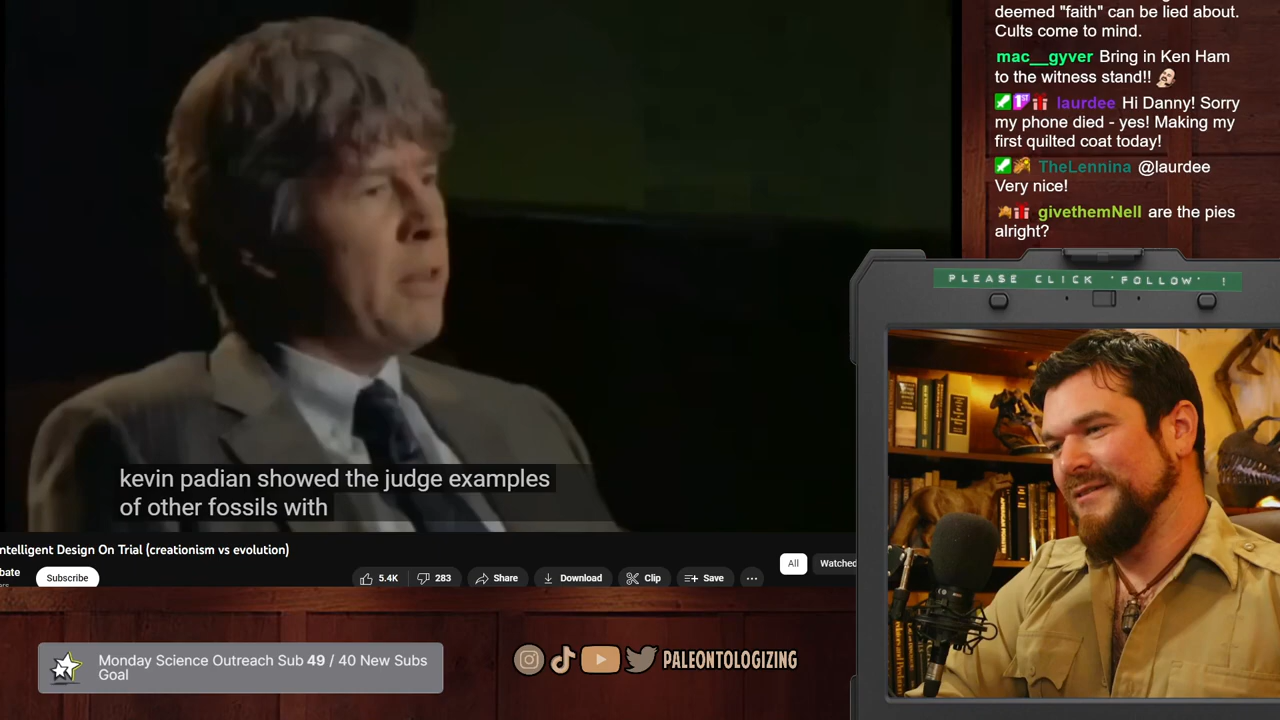 deemed "faith" can be lied about.
Cults come to mind.
mac__gyver Bring in Ken Ham
to the witness stand!!
1ST laurdee Hi Danny! Sorry
my phone died - yes! Making my
first quilted coat today!
TheLennina @laurdee
Very nice!
givethemNell are the pies
alright?
PLEASE CLICK 'FOLLOW' !
kevin padian showed the judge examples
of other fossils with
ntelligent Design On Trial (creationism vs evolution)
bate
Subscribe
5.4K
283
Share
Download
Clip
Save
...
All
Watched
Monday Science Outreach Sub 49 / 40 New Subs
Goal
PALEONTOLOGIZING